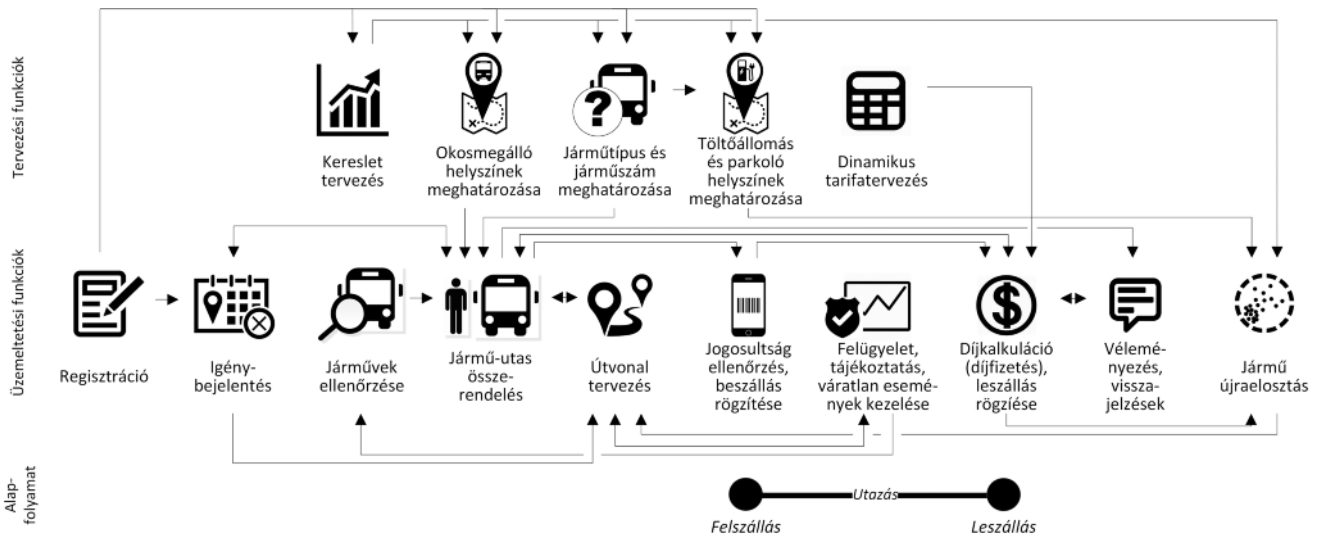 Tervezési funkciók
Kereslet
tervezés
Okosmegálló
helyszínek
meghatározása
?
Járműtípus és
járműszám
meghatározása
Töltőállomás
és parkoló
helyszínek
meghatározása
Dinamikus
tarifatervezés
Üzemeltetési funkciók
Regisztráció
Igény-
bejelentés
Járművek
ellenőrzése
Jármű-utas
össze-
rendelés
Útvonal
tervezés
Jogosultság
ellenőrzés,
beszállás
rögzítése
Felügyelet,
tájékoztatás,
váratlan esemé-
nyek kezelése
$
Díjkalkuláció
(díjfizetés),
leszállás
rögzíése
Vélemé-
nyezés,
vissza-
jelzések
Jármű
újraelosztás
Alap-
folyamat
Utazás
Felszállás
Leszállás